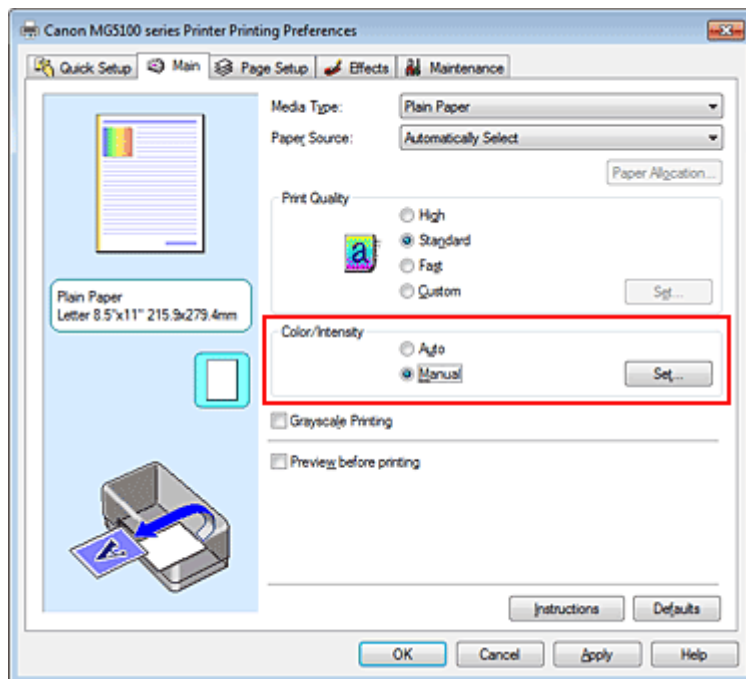 Canon MG5100 series Printer Printing Preferences
Quick Setup Main Page Setup Effects Maintenance
Media Type: Plain Paper
Paper Source: Automatically Select
Paper Allocation...
Print Quality
High
a Standard
Fast
Custom Set...
Plain Paper
Letter 8.5"x11" 215.9x279.4mm
Color/Intensity
Auto
Manual Set...
Grayscale Printing
Preview before printing
Instructions Defaults
OK Cancel Apply Help